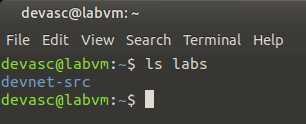 devasc@labvm: ~
File Edit View Search Terminal Help
devasc@labvm:~$ ls labs
devnet-src
devasc@labvm:~$